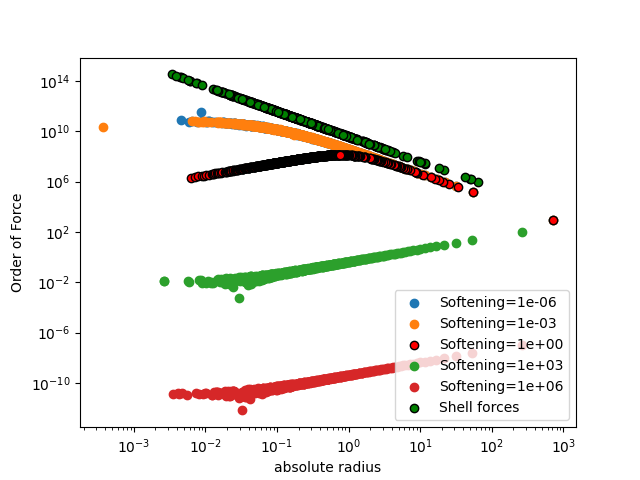 10^14
10^10
10^6
10^2
10^−2
10^−6
10^−10
Order of Force
Softening=1e-06
Softening=1e-03
Softening=1e+00
Softening=1e+03
Softening=1e+06
Shell forces
10^−3
10^−2
10^−1
10^0
10^1
10^2
10^3
absolute radius